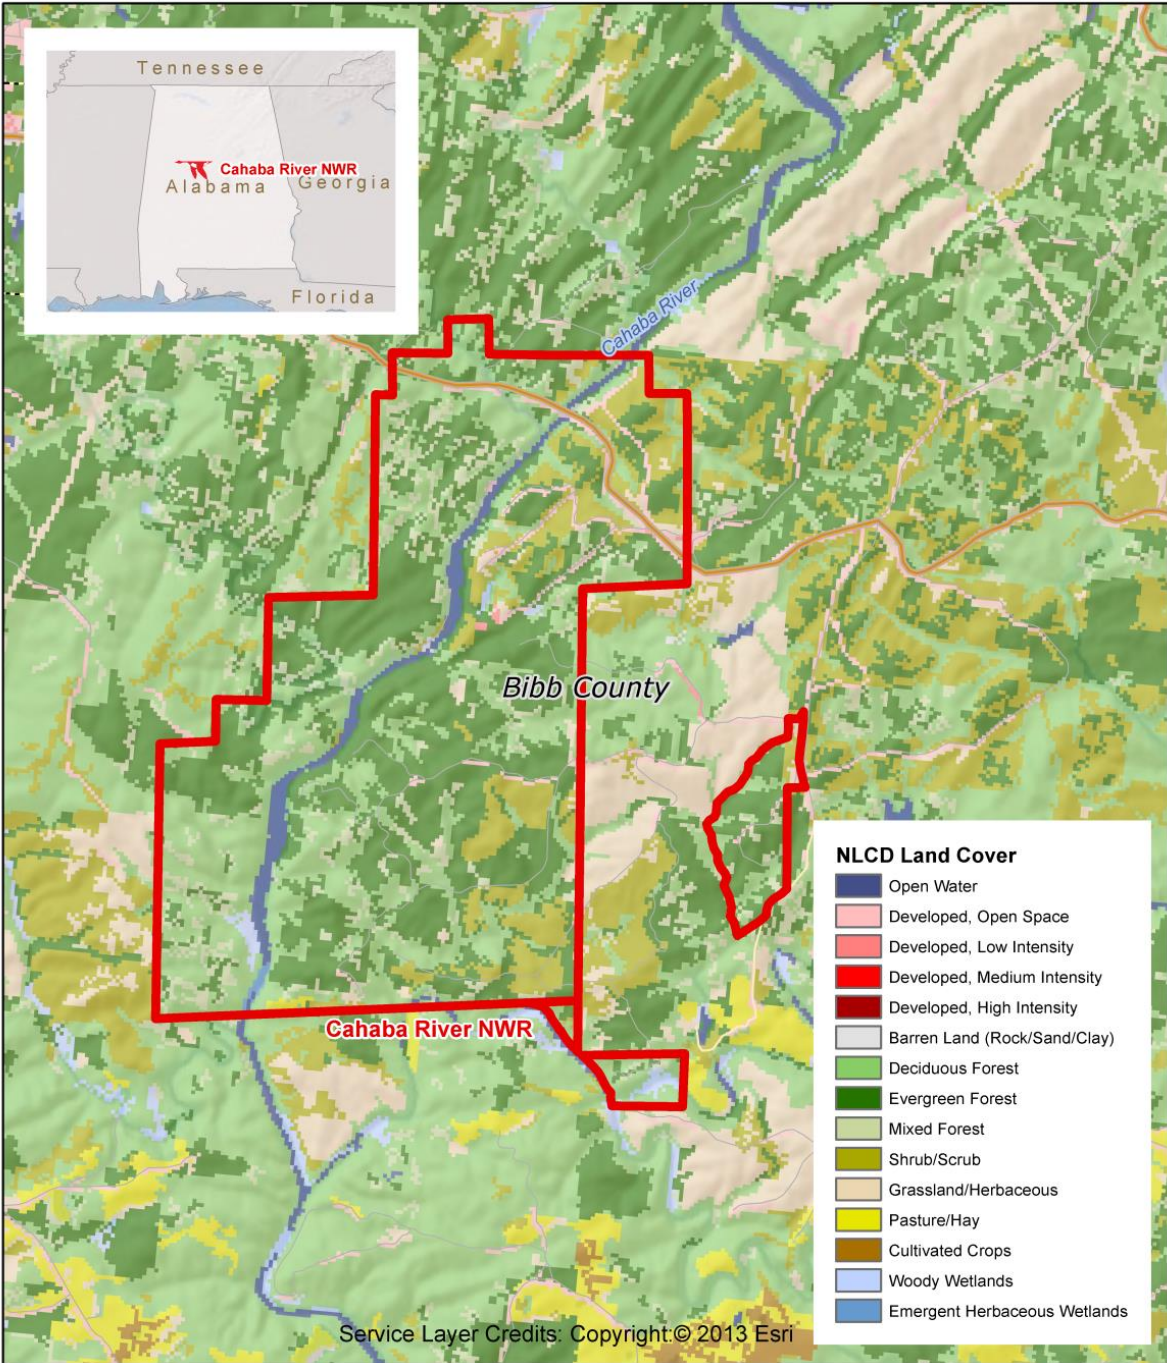 Tennessee
Cahaba River NWR
Alabama
Georgia
Florida
Cahaba River
Bibb County
Cahaba River NWR
NLCD Land Cover
Open Water
Developed, Open Space
Developed, Low Intensity
Developed, Medium Intensity
Developed, High Intensity
Barren Land (Rock/Sand/Clay)
Deciduous Forest
Evergreen Forest
Mixed Forest
Shrub/Scrub
Grassland/Herbaceous
Pasture/Hay
Cultivated Crops
Woody Wetlands
Emergent Herbaceous Wetlands
Service Layer Credits: Copyright:© 2013 Esri